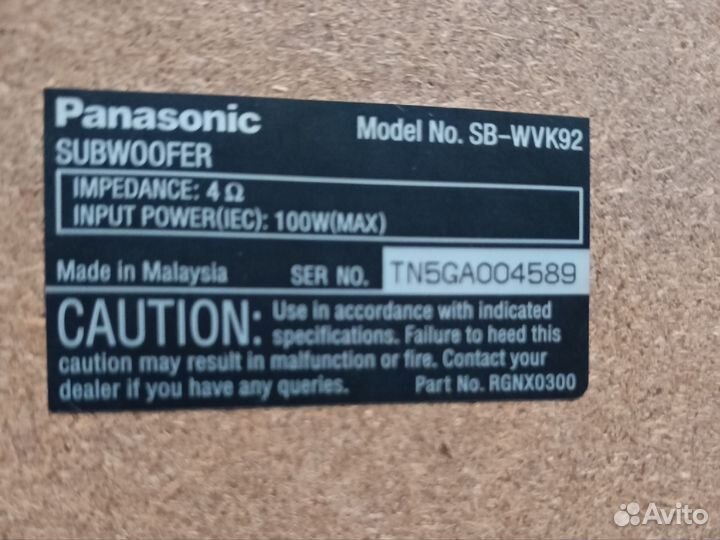 Panasonic
Model No. SB-WVK92
SUBWOOFER
IMPEDANCE: 4 Ω
INPUT POWER(IEC): 100W(MAX)
Made in Malaysia SER NO. TN5GA004589
CAUTION: Use in accordance with indicated
specifications. Failure to heed this
caution may result in malfunction or fire. Contact your
dealer if you have any queries. Part No. RGNX0300
Avito